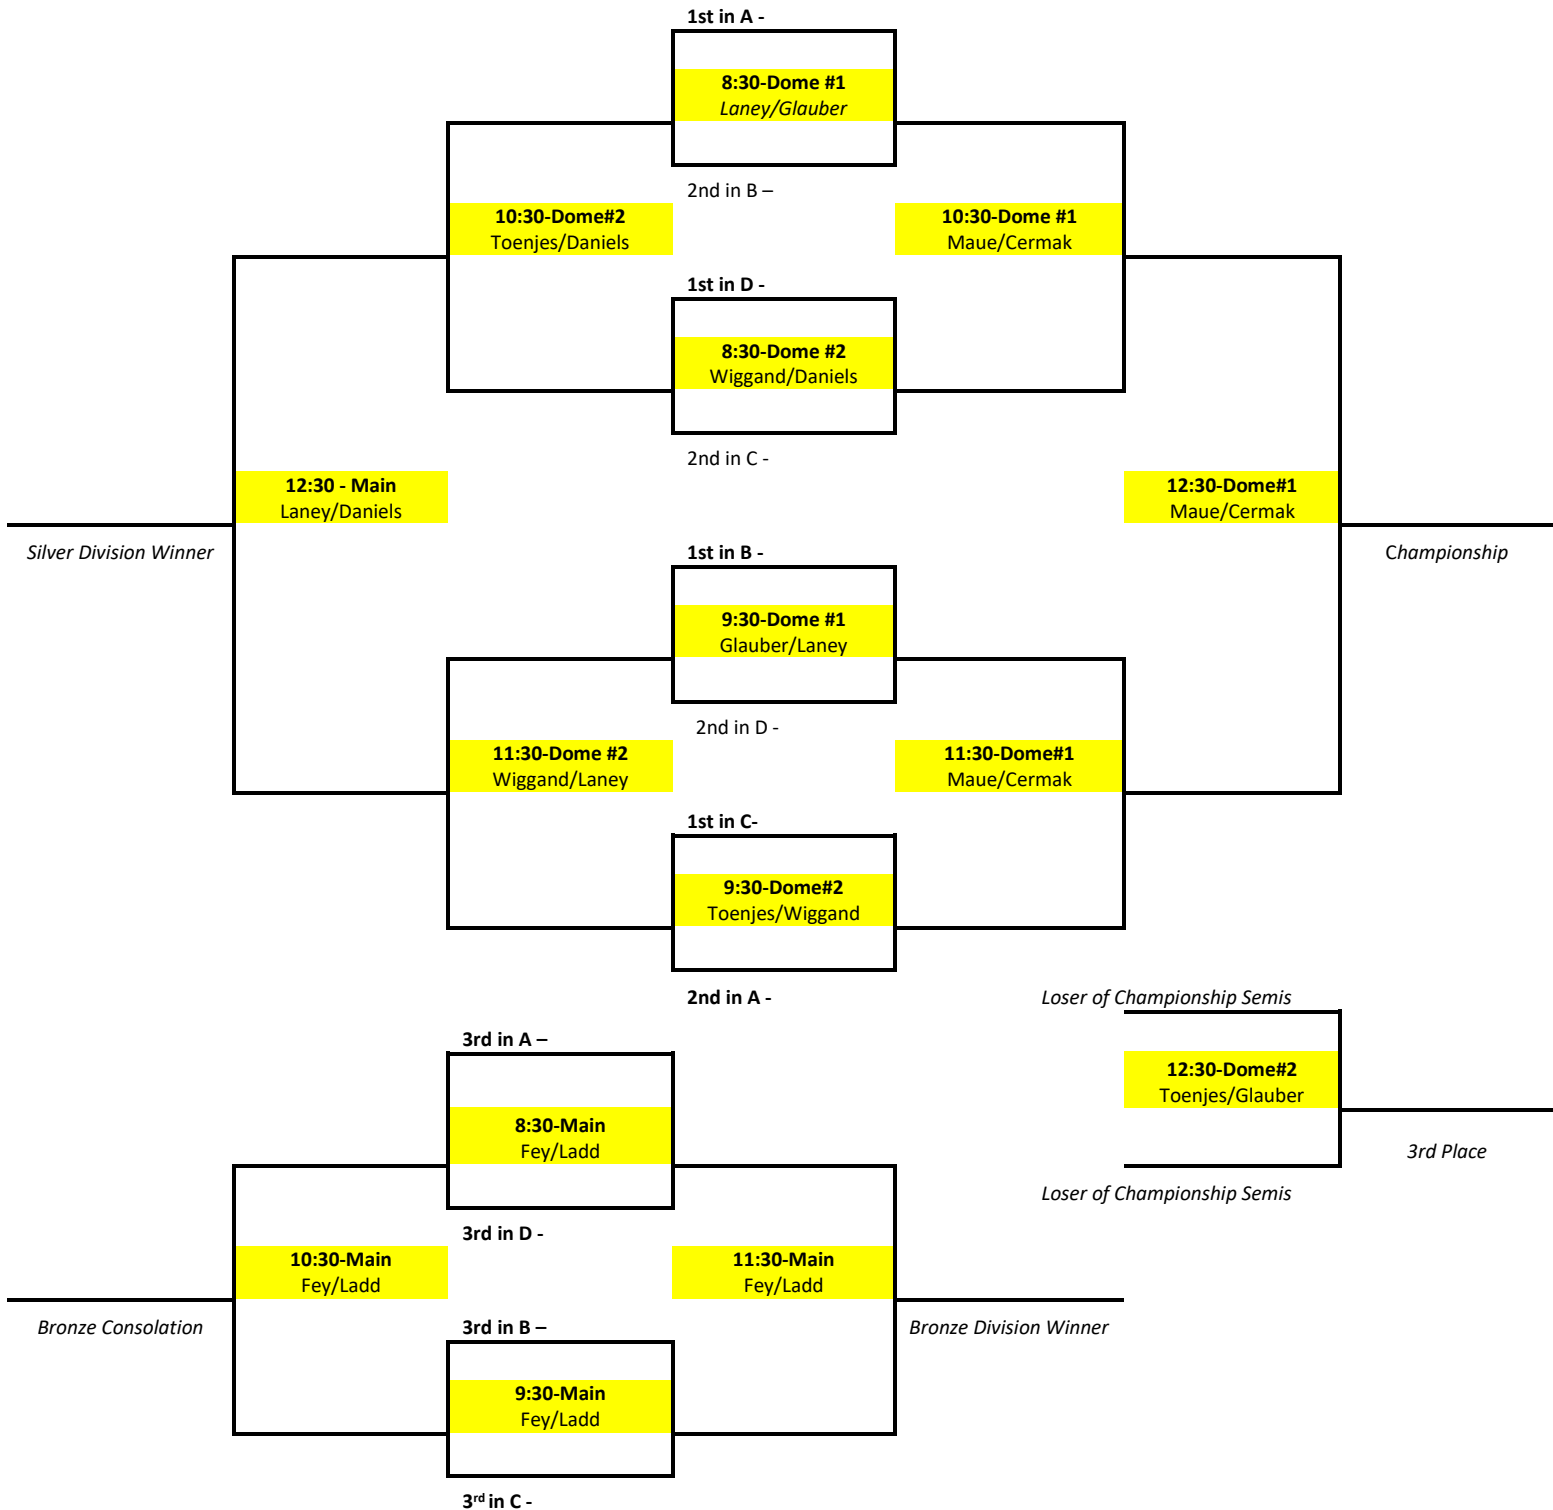 1st in A -
8:30-Dome #1
Laney/Glauber
2nd in B –
10:30-Dome#2
Toenjes/Daniels
10:30-Dome #1
Maue/Cermak
1st in D -
8:30-Dome #2
Wiggand/Daniels
2nd in C -
12:30 - Main
Laney/Daniels
12:30-Dome#1
Maue/Cermak
Silver Division Winner
Championship
1st in B -
9:30-Dome #1
Glauber/Laney
2nd in D -
11:30-Dome #2
Wiggand/Laney
11:30-Dome#1
Maue/Cermak
1st in C-
9:30-Dome#2
Toenjes/Wiggand
2nd in A -
Loser of Championship Semis
3rd in A –
12:30-Dome#2
Toenjes/Glauber
8:30-Main
Fey/Ladd
3rd Place
Loser of Championship Semis
3rd in D -
10:30-Main
Fey/Ladd
11:30-Main
Fey/Ladd
Bronze Consolation
3rd in B –
Bronze Division Winner
9:30-Main
Fey/Ladd
3rd in C -